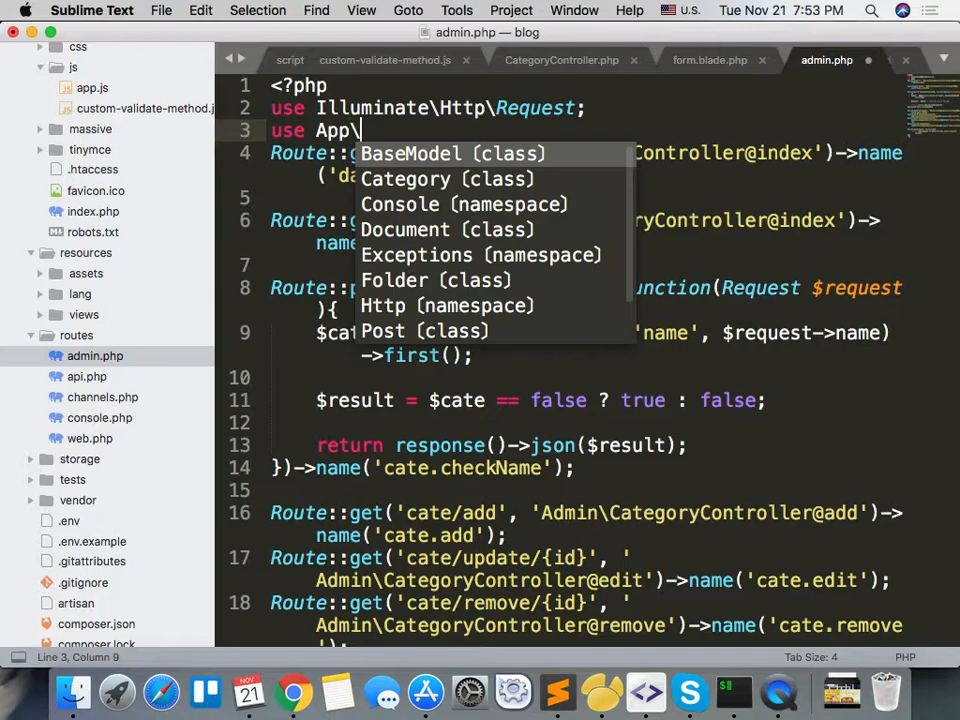 Sublime Text File Edit Selection Find View Goto Tools Project Window Help U.S. Tue Nov 21 7:53 PM
admin.php — blog
script custom-validate-method.js CategoryController.php form.blade.php admin.php
css
js
app.js
custom-validate-method.j
massive
tinymce
.htaccess
favicon.ico
index.php
robots.txt
resources
assets
lang
views
routes
admin.php
api.php
channels.php
console.php
web.php
storage
tests
vendor
.env
.env.example
.gitattributes
.gitignore
artisan
composer.json
composer.lock
1 <?php
2 use Illuminate\Http\Request;
3 use App\
BaseModel (class)
Category (class)
Console (namespace)
Document (class)
Exceptions (namespace)
Folder (class)
Http (namespace)
Post (class)
4 Route:: Controller@index')->name
('da
5
6 Route:: ryController@index')->
name
7
8 Route:: unction(Request $request
){
9 $cat 'name', $request->name)
->first();
10
11 $result = $cate == false ? true : false;
12
13 return response()->json($result);
14 })->name('cate.checkName');
15
16 Route::get('cate/add', 'Admin\CategoryController@add')->
name('cate.add');
17 Route::get('cate/update/{id}', '
Admin\CategoryController@edit')->name('cate.edit');
18 Route::get('cate/remove/{id}', '
Admin\CategoryController@remove')->name('cate.remove
');
Line 3, Column 9 Tab Size: 4 PHP
NOV
21